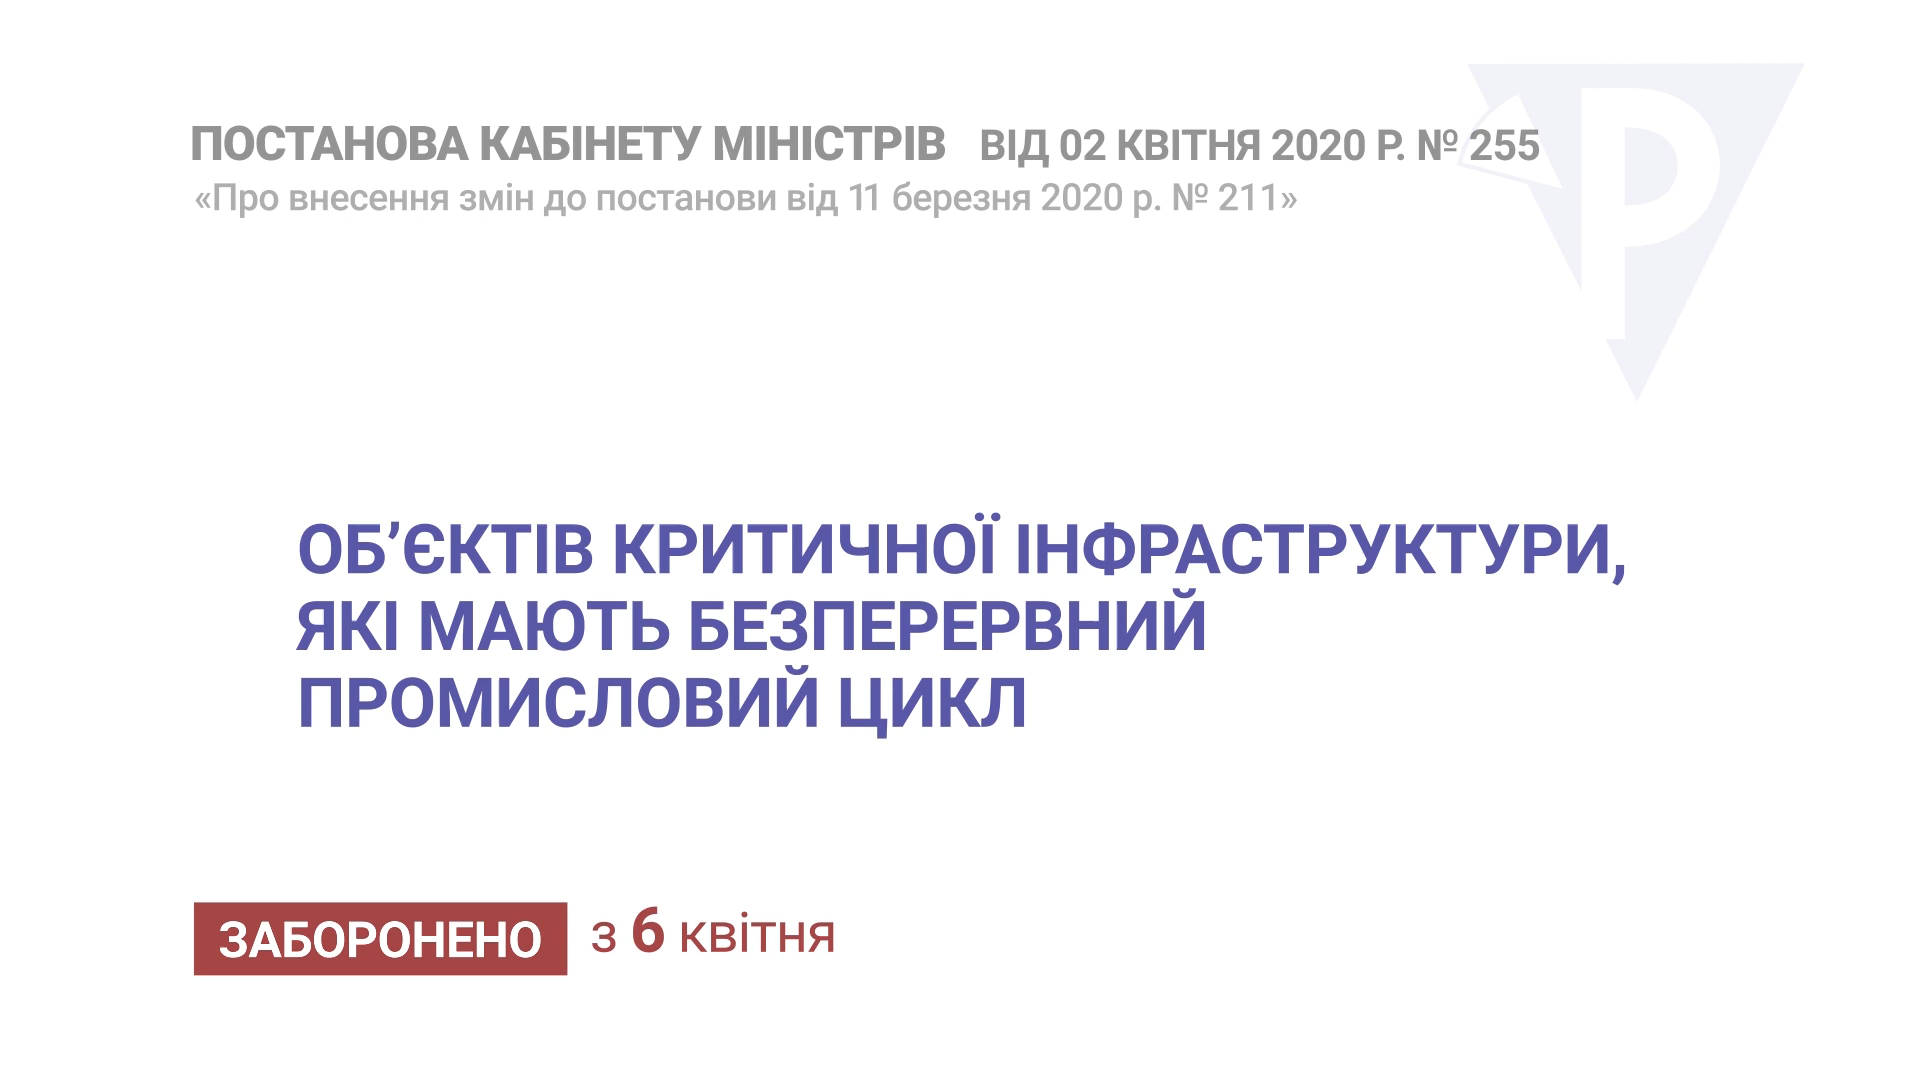 ПОСТАНОВА КАБІНЕТУ МІНІСТРІВ ВІД 02 КВІТНЯ 2020 Р. № 255
«Про внесення змін до постанови від 11 березня 2020 р. № 211»
ОБ’ЄКТІВ КРИТИЧНОЇ ІНФРАСТРУКТУРИ,
ЯКІ МАЮТЬ БЕЗПЕРЕРВНИЙ
ПРОМИСЛОВИЙ ЦИКЛ
ЗАБОРОНЕНО з 6 квітня